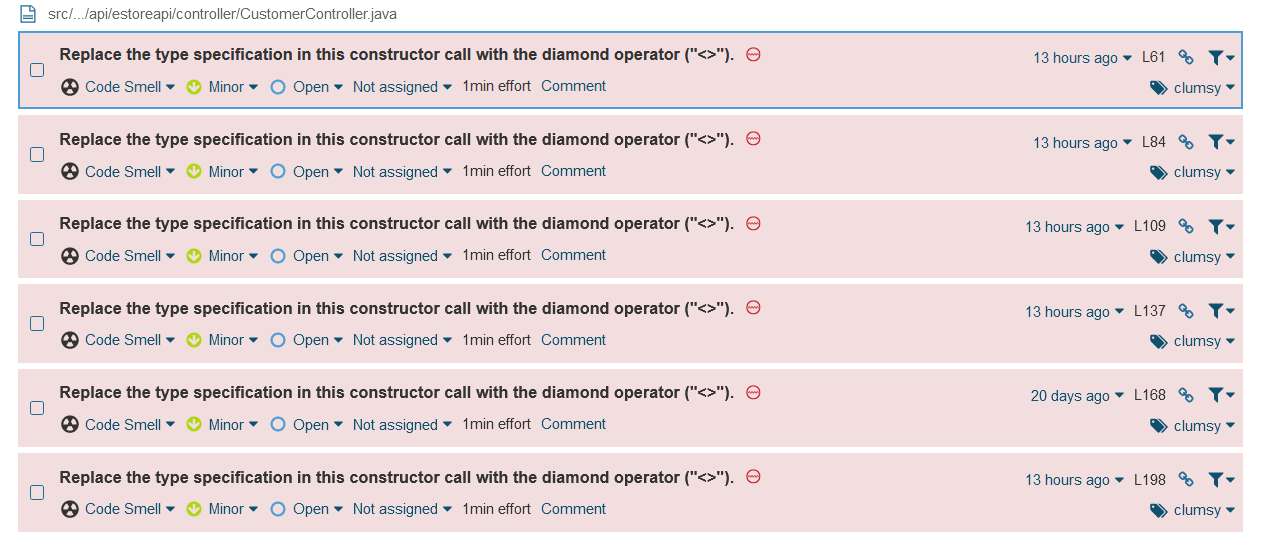 src/.../api/estoreapi/controller/CustomerController.java
Replace the type specification in this constructor call with the diamond operator ("<>"). 13 hours ago L61
Code Smell Minor Open Not assigned 1min effort Comment clumsy
Replace the type specification in this constructor call with the diamond operator ("<>"). 13 hours ago L84
Code Smell Minor Open Not assigned 1min effort Comment clumsy
Replace the type specification in this constructor call with the diamond operator ("<>"). 13 hours ago L109
Code Smell Minor Open Not assigned 1min effort Comment clumsy
Replace the type specification in this constructor call with the diamond operator ("<>"). 13 hours ago L137
Code Smell Minor Open Not assigned 1min effort Comment clumsy
Replace the type specification in this constructor call with the diamond operator ("<>"). 20 days ago L168
Code Smell Minor Open Not assigned 1min effort Comment clumsy
Replace the type specification in this constructor call with the diamond operator ("<>"). 13 hours ago L198
Code Smell Minor Open Not assigned 1min effort Comment clumsy